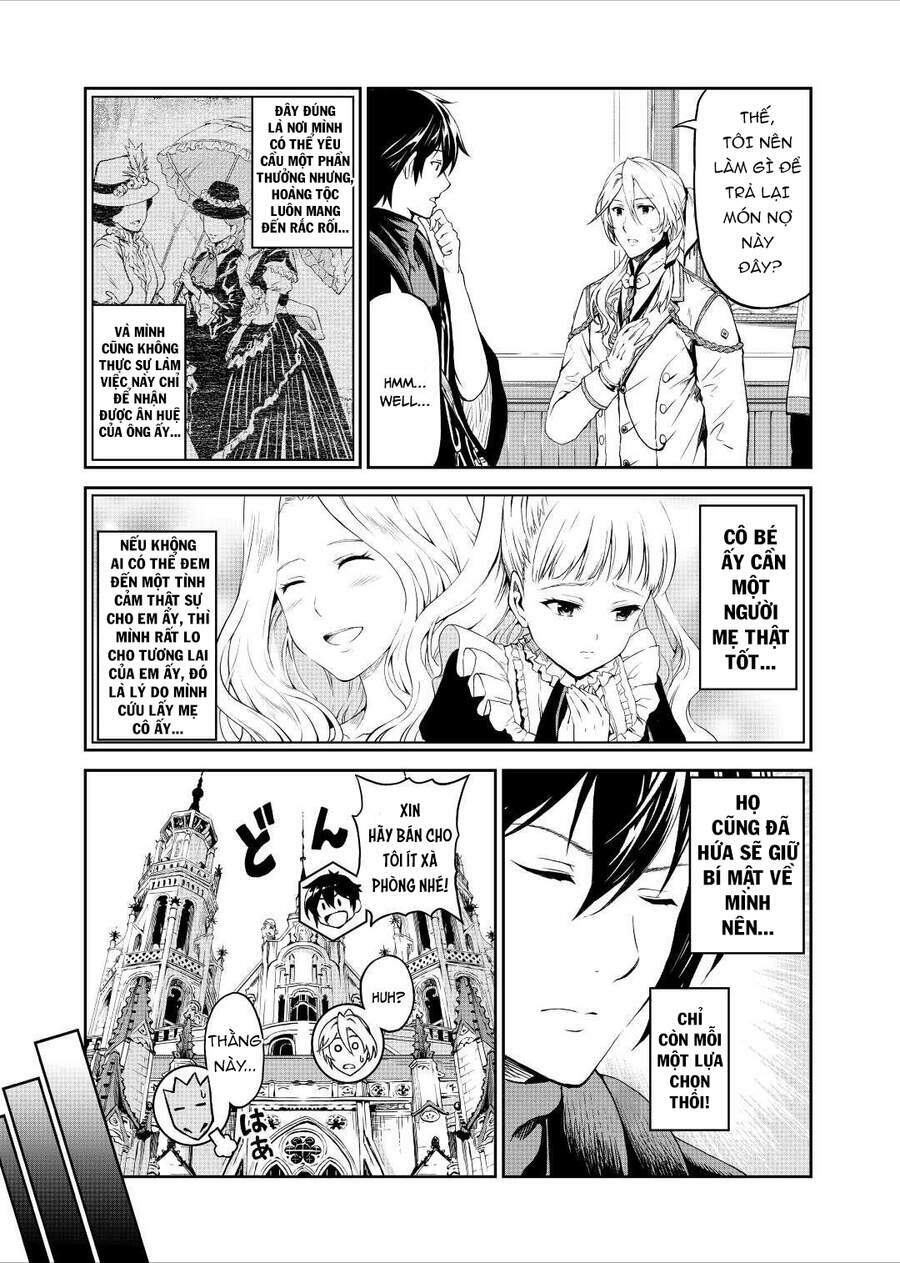 THẾ,
TÔI NÊN
LÀM GÌ ĐỂ
TRẢ LẠI
MÓN NỢ
NÀY
ĐÂY?
HMM...
WELL...
ĐÂY ĐÚNG
LÀ NƠI MÌNH
CÓ THỂ YÊU
CẦU MỘT PHẦN
THƯỞNG NHƯNG,
HOÀNG TỘC
LUÔN MANG
ĐẾN RẮC RỐI...
VÀ MÌNH
CŨNG KHÔNG
THỰC SỰ LÀM
VIỆC NÀY CHỈ
ĐỂ NHẬN
ĐƯỢC ÂN HUỆ
CỦA ÔNG ẤY...
CÔ BÉ
ẤY CẦN
MỘT
NGƯỜI
MẸ THẬT
TỐT...
NẾU KHÔNG
AI CÓ THỂ ĐEM
ĐẾN MỘT TÌNH
CẢM THẬT SỰ
CHO EM ẤY, THÌ
MÌNH RẤT LO
CHO TƯƠNG LAI
CỦA EM ẤY, ĐÓ
LÀ LÝ DO MÌNH
CỨU LẤY MẸ
CÔ ẤY...
HỌ
CŨNG ĐÃ
HỨA SẼ GIỮ
BÍ MẬT VỀ
MÌNH
NÊN...
CHỈ
CÒN MỖI
MỘT LỰA
CHỌN
THÔI!
XIN
HÃY BÁN CHO
TÔI ÍT XÀ
PHÒNG NHÉ!
どん
HUH?
THẰNG
NÀY...
はぁ